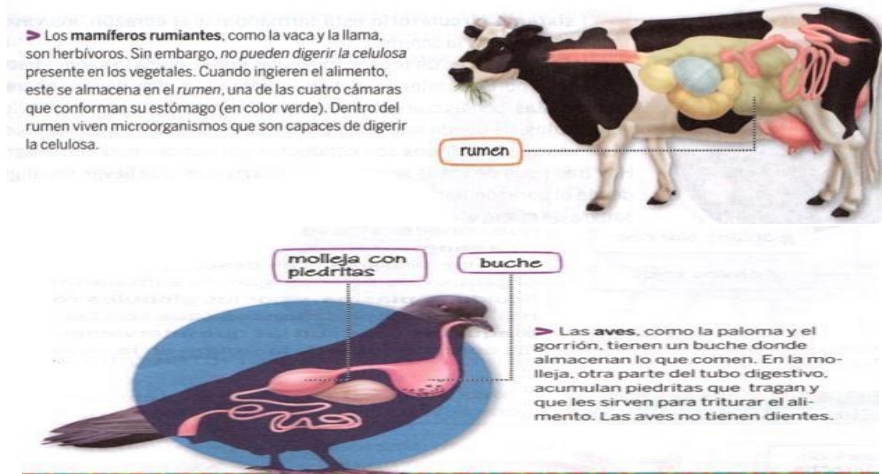 ➤ Los mamíferos rumiantes, como la vaca y la llama,
son herbívoros. Sin embargo, no pueden digerir la celulosa
presente en los vegetales. Cuando ingieren el alimento,
este se almacena en el rumen, una de las cuatro cámaras
que conforman su estómago (en color verde). Dentro del
rumen viven microorganismos que son capaces de digerir
la celulosa.
rumen
molleja con
piedritas
buche
➤ Las aves, como la paloma y el
gorrión, tienen un buche donde
almacenan lo que comen. En la mo-
lleja, otra parte del tubo digestivo,
acumulan piedritas que tragan y
que les sirven para triturar el ali-
mento. Las aves no tienen dientes.